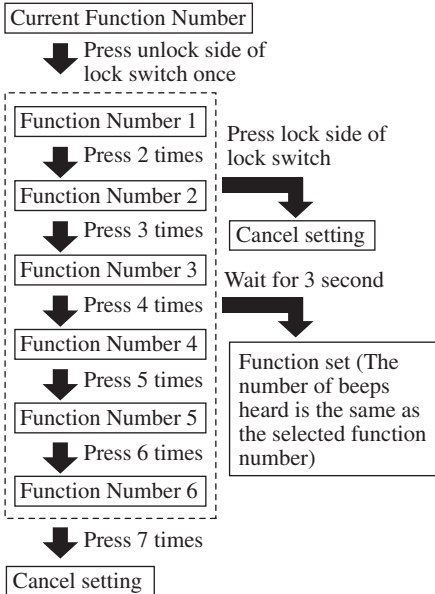 Current Function Number
Press unlock side of
lock switch once
Function Number 1
Press 2 times
Function Number 2
Press 3 times
Function Number 3
Press 4 times
Function Number 4
Press 5 times
Function Number 5
Press 6 times
Function Number 6
Press 7 times
Cancel setting
Press lock side of
lock switch
Cancel setting
Wait for 3 second
Function set (The
number of beeps
heard is the same as
the selected function
number)